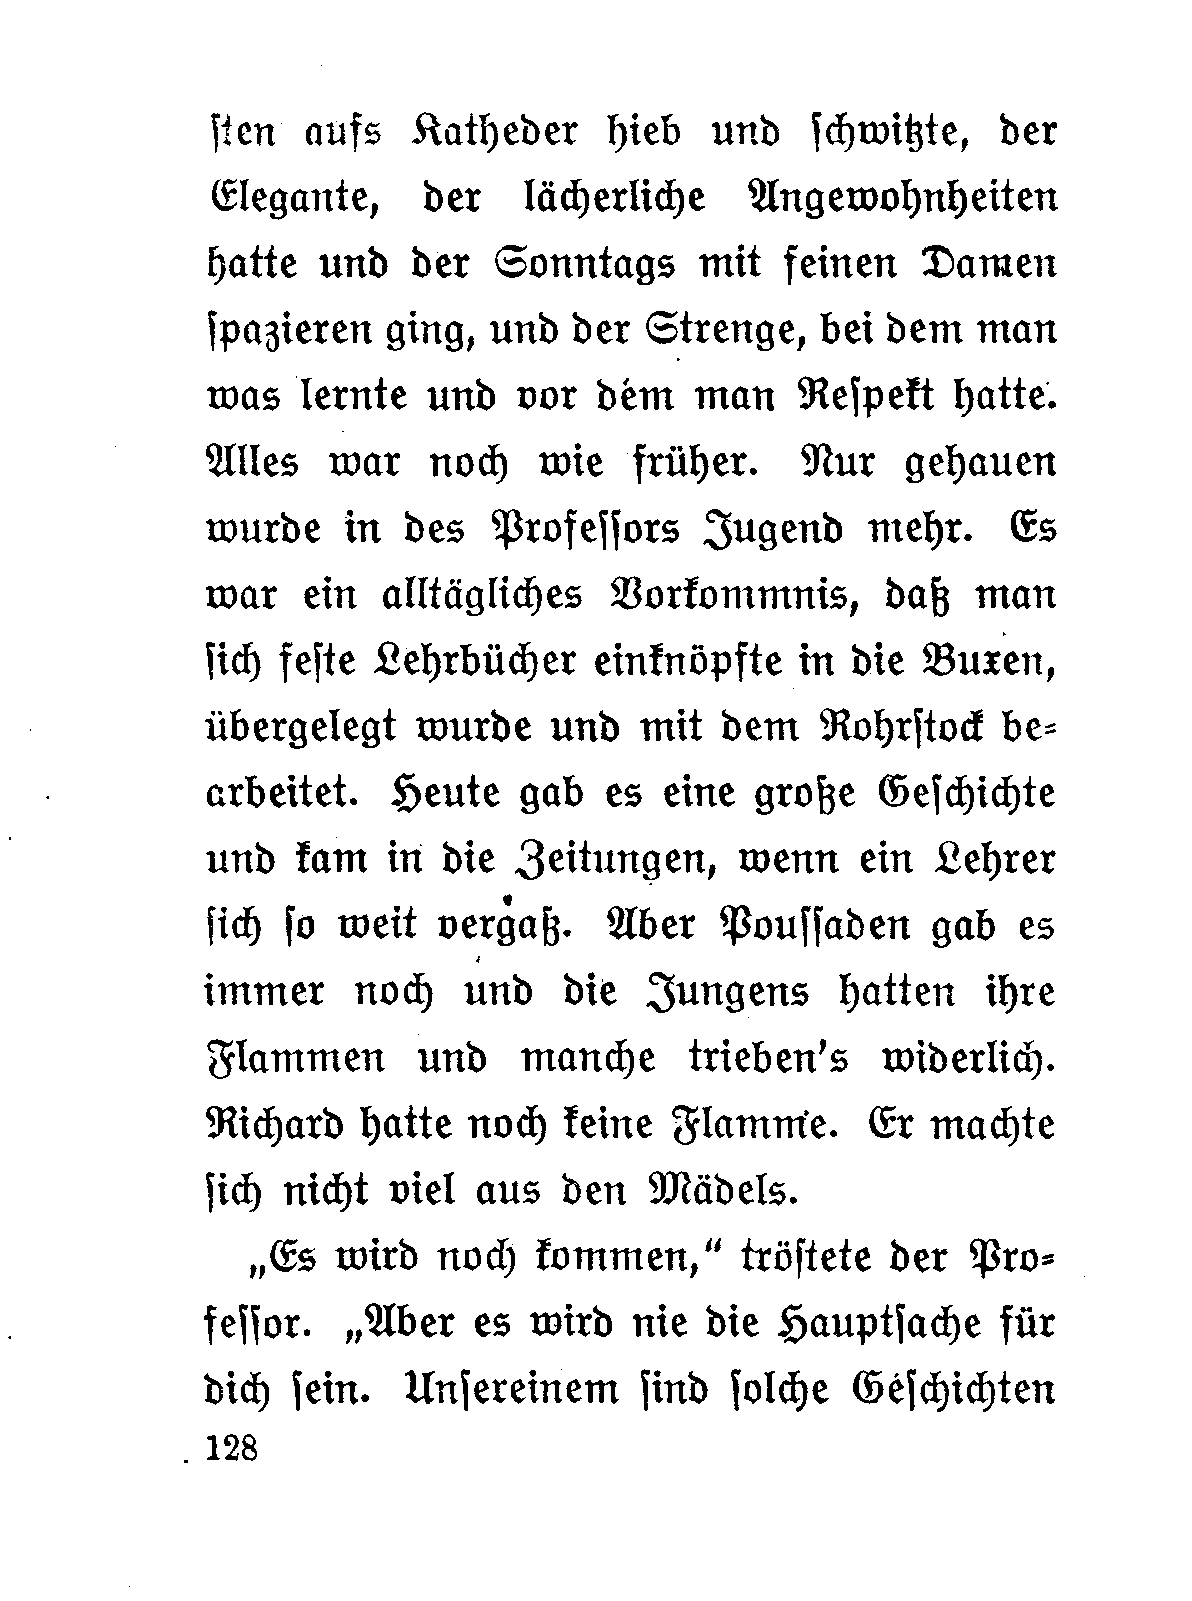 ſten aufs Katheder hieb und ſchwitzte, der
Elegante, der lächerliche Angewohnheiten
hatte und der Sonntags mit feinen Damen
ſpazieren ging, und der Strenge, bei dem man
was lernte und vor dem man Reſpekt hatte.
Alles war noch wie früher. Nur gehauen
wurde in des Profeſſors Jugend mehr. Es
war ein alltägliches Vorkommnis, daß man
ſich feſte Lehrbücher einknöpfte in die Buxen,
übergelegt wurde und mit dem Rohrſtock be-
arbeitet. Heute gab es eine große Geſchichte
und kam in die Zeitungen, wenn ein Lehrer
ſich ſo weit vergaß. Aber Pouſſaden gab es
immer noch und die Jungens hatten ihre
Flammen und manche trieben's widerlich.
Richard hatte noch keine Flamme. Er machte
ſich nicht viel aus den Mädels.
„Es wird noch kommen,“ tröſtete der Pro-
feſſor. „Aber es wird nie die Hauptſache für
dich ſein. Unſereinem ſind ſolche Geſchichten
128